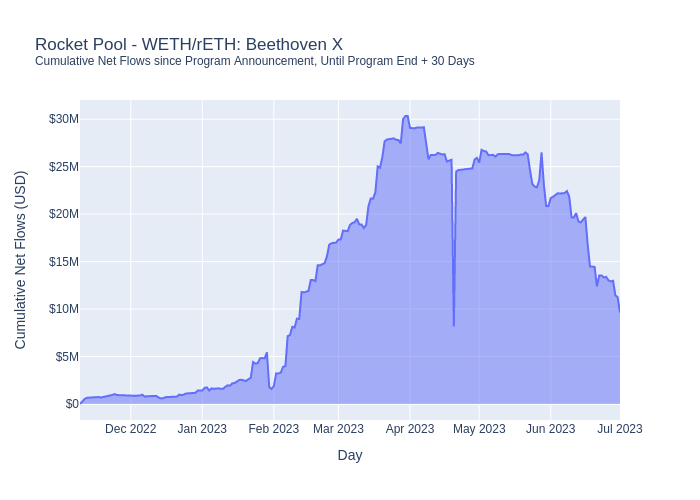 Rocket Pool - WETH/rETH: Beethoven X
Cumulative Net Flows since Program Announcement, Until Program End + 30 Days
Cumulative Net Flows (USD)
$30M
$25M
$20M
$15M
$10M
$5M
$0
Dec 2022 Jan 2023 Feb 2023 Mar 2023 Apr 2023 May 2023 Jun 2023 Jul 2023
Day